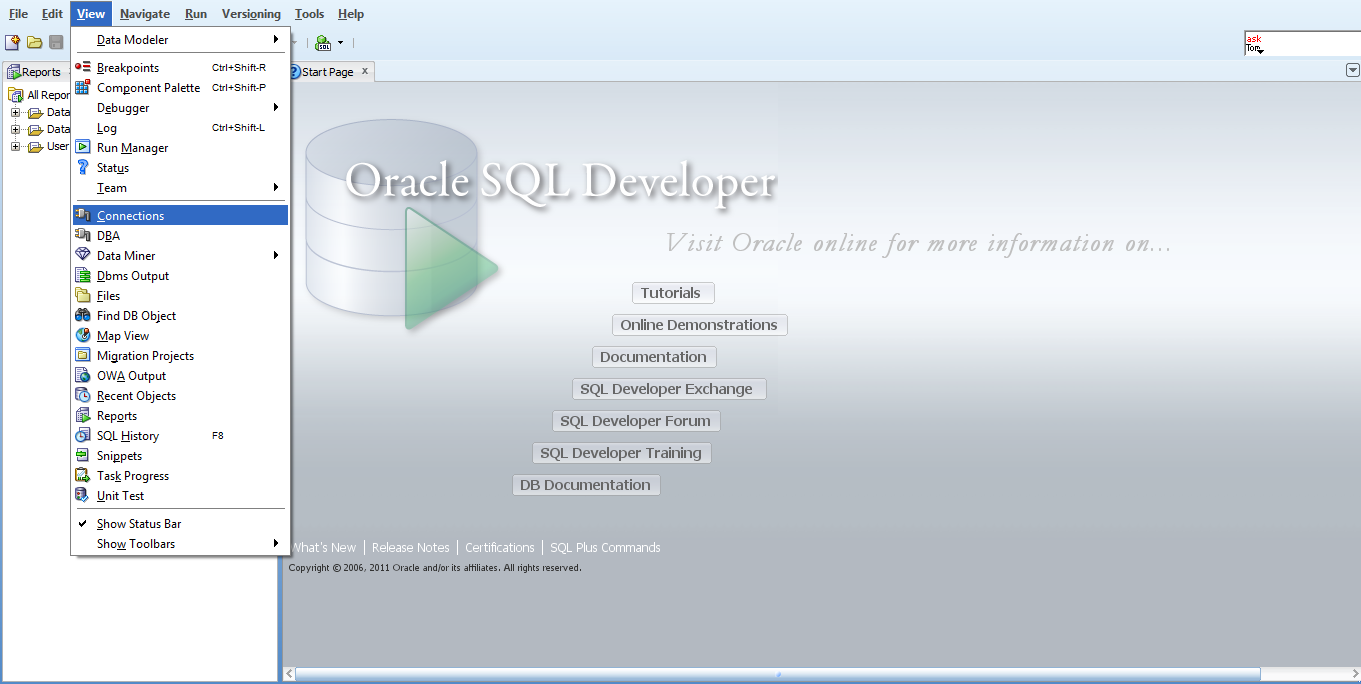 File Edit View Navigate Run Versioning Tools Help
ask
Tom
Reports
Start Page x
All Repor
Data
Data
User
Data Modeler
Breakpoints Ctrl+Shift-R
Component Palette Ctrl+Shift-P
Debugger
Log Ctrl+Shift-L
Run Manager
Status
Team
Connections
DBA
Data Miner
Dbms Output
Files
Find DB Object
Map View
Migration Projects
OWA Output
Recent Objects
Reports
SQL History F8
Snippets
Task Progress
Unit Test
Show Status Bar
Show Toolbars
Oracle SQL Developer
Visit Oracle online for more information on...
Tutorials
Online Demonstrations
Documentation
SQL Developer Exchange
SQL Developer Forum
SQL Developer Training
DB Documentation
What's New | Release Notes | Certifications | SQL Plus Commands
Copyright © 2006, 2011 Oracle and/or its affiliates. All rights reserved.